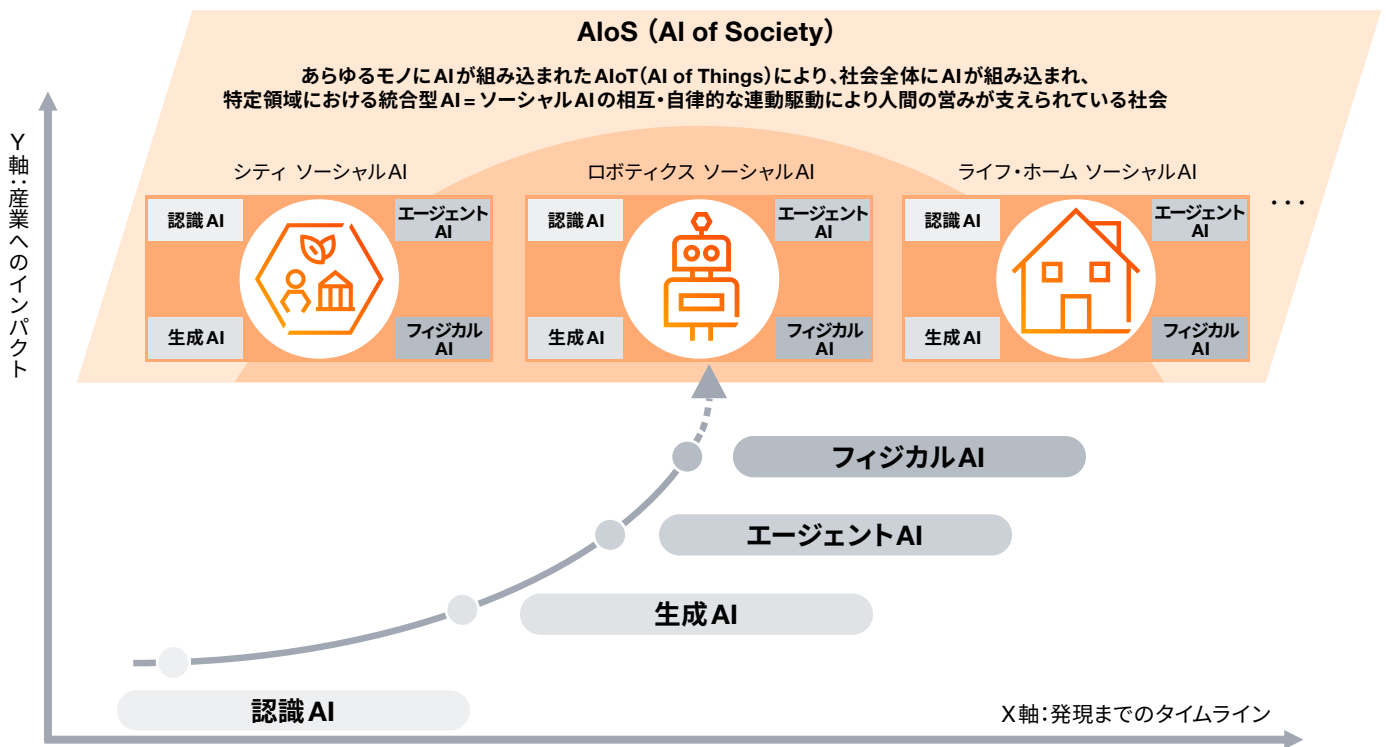 AIoS（AI of Society）
あらゆるモノにAIが組み込まれたAIoT（AI of Things）により、社会全体にAIが組み込まれ、
特定領域における統合型AI＝ソーシャルAIの相互・自律的な連動駆動により人間の営みが支えられている社会
Y軸：産業へのインパクト
シティ ソーシャルAI
認識AI
エージェント
AI
生成AI
フィジカル
AI
ロボティクス ソーシャルAI
認識AI
エージェント
AI
生成AI
フィジカル
AI
ライフ・ホーム ソーシャルAI
認識AI
エージェント
AI
生成AI
フィジカル
AI
…
フィジカルAI
エージェントAI
生成AI
認識AI
X軸：発現までのタイムライン